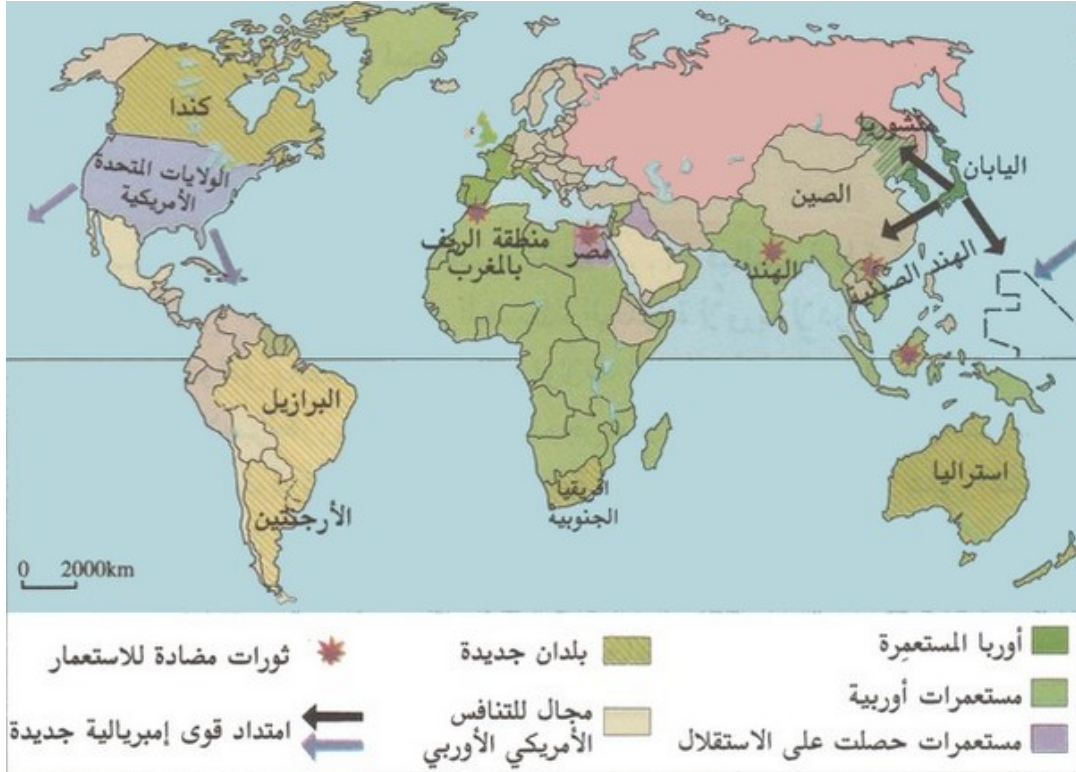 كندا
الولايات المتحدة
الأمريكية
منشوريا
اليابان
الصين
منطقة الريف
بالمغرب
مصر
الهند
الهند الصينية
البرازيل
الأرجنتين
افريقيا
الجنوبية
استراليا
0 2000km
أوربا المستعمِرة
مستعمرات أوربية
مستعمرات حصلت على الاستقلال
بلدان جديدة
مجال للتنافس
الأمريكي الأوربي
ثورات مضادة للاستعمار
امتداد قوى إمبريالية جديدة